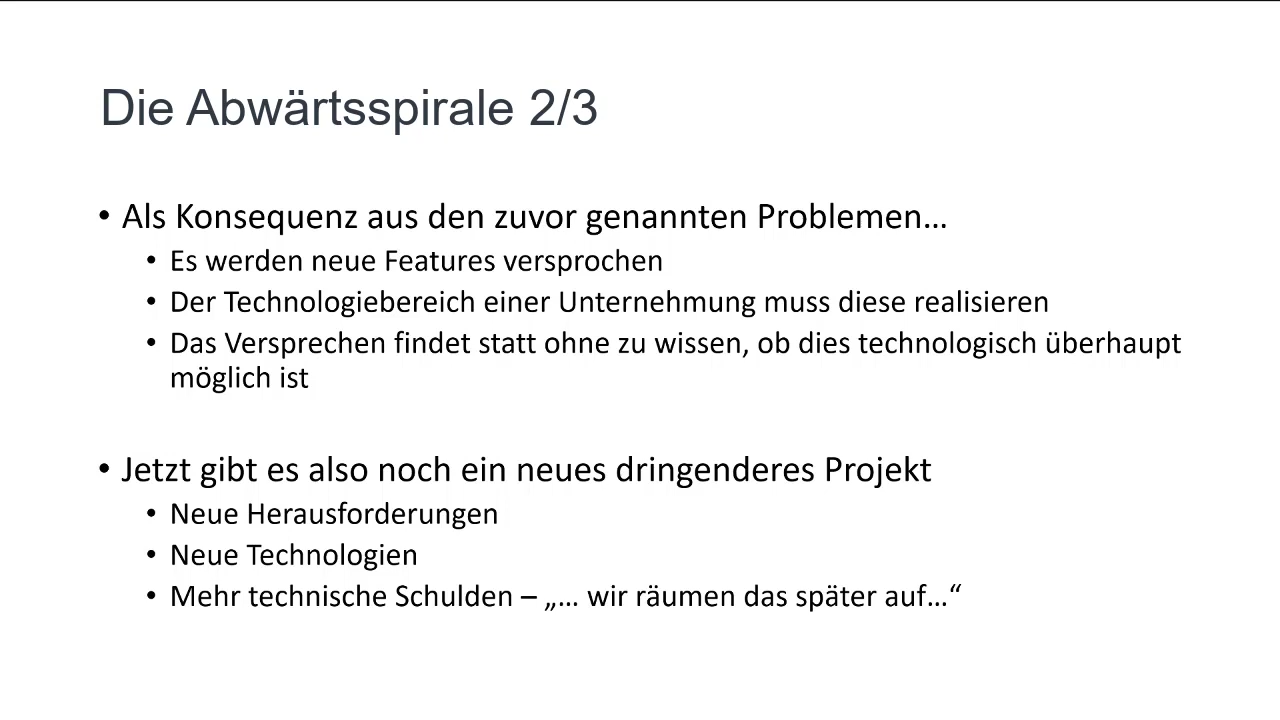 Die Abwärtsspirale 2/3
• Als Konsequenz aus den zuvor genannten Problemen…
• Es werden neue Features versprochen
• Der Technologiebereich einer Unternehmung muss diese realisieren
• Das Versprechen findet statt ohne zu wissen, ob dies technologisch überhaupt
möglich ist
• Jetzt gibt es also noch ein neues dringenderes Projekt
• Neue Herausforderungen
• Neue Technologien
• Mehr technische Schulden – „… wir räumen das später auf…“